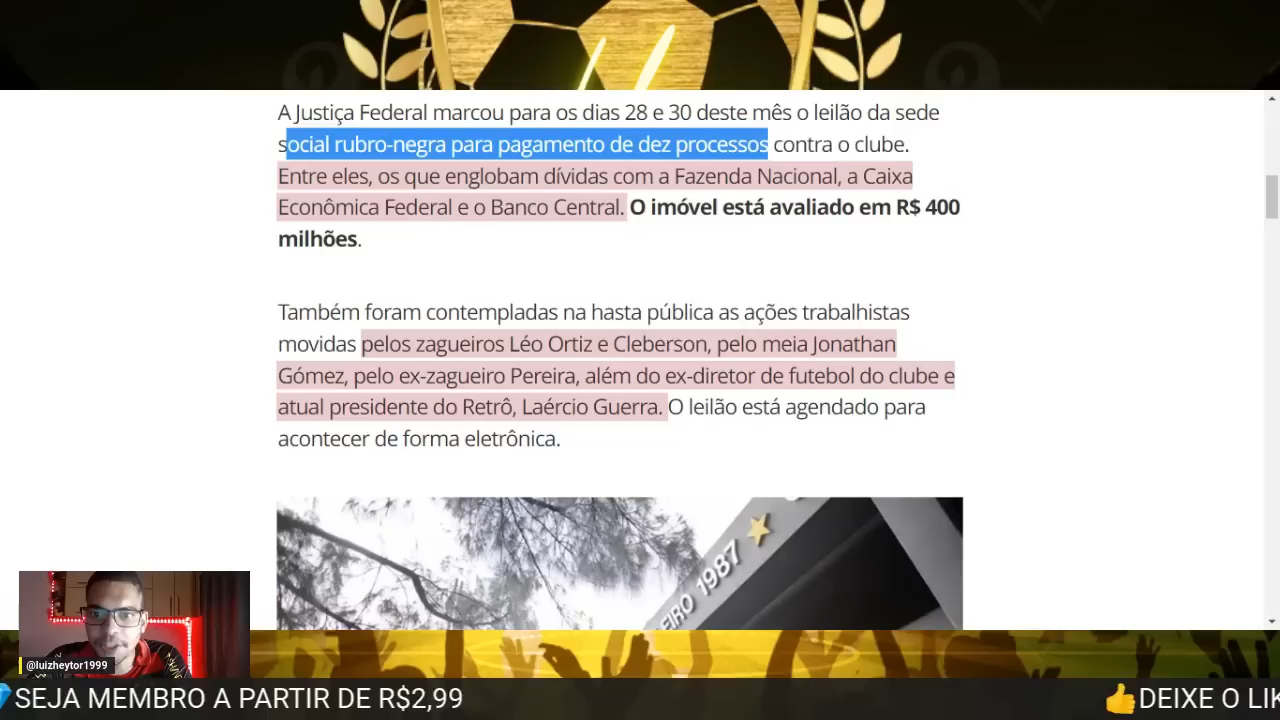 A Justiça Federal marcou para os dias 28 e 30 deste mês o leilão da sede
social rubro-negra para pagamento de dez processos contra o clube.
Entre eles, os que englobam dívidas com a Fazenda Nacional, a Caixa
Econômica Federal e o Banco Central. O imóvel está avaliado em R$ 400
milhões.
Também foram contempladas na hasta pública as ações trabalhistas
movidas pelos zagueiros Léo Ortiz e Cleberson, pelo meia Jonathan
Gómez, pelo ex-zagueiro Pereira, além do ex-diretor de futebol do clube e
atual presidente do Retrô, Laércio Guerra. O leilão está agendado para
acontecer de forma eletrônica.
EIRO 1987
@luizheytor1999
SEJA MEMBRO A PARTIR DE R$2,99
DEIXE O LIK